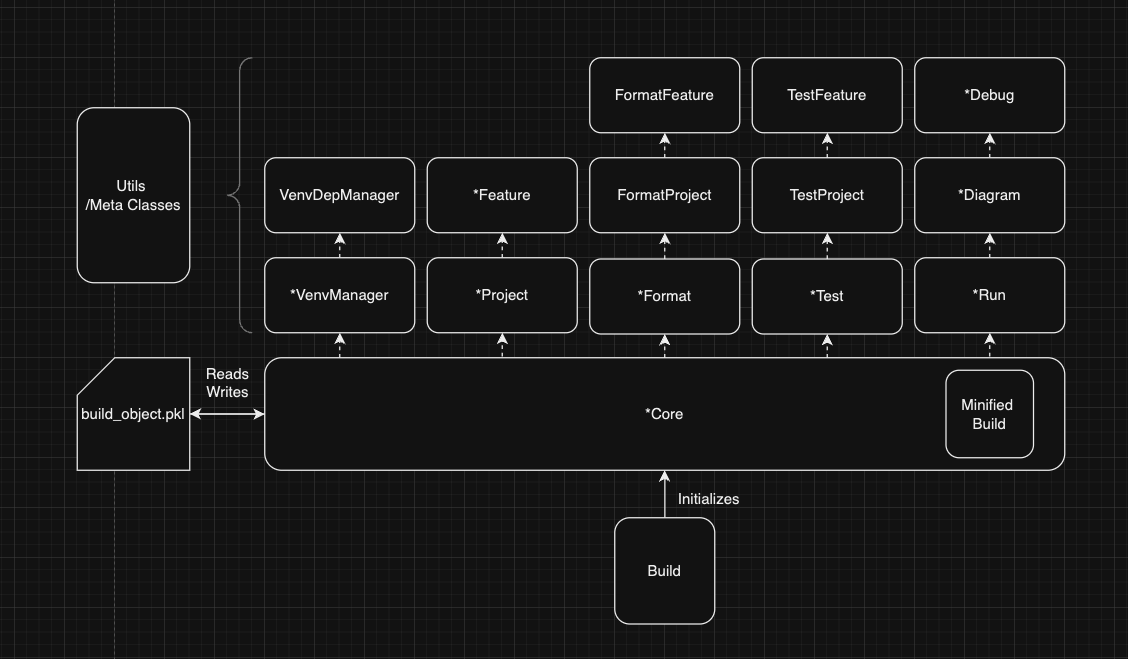 FormatFeature
TestFeature
*Debug
Utils
/Meta Classes
VenvDepManager
*Feature
FormatProject
TestProject
*Diagram
*VenvManager
*Project
*Format
*Test
*Run
build_object.pkl
Reads
Writes
*Core
Minified
Build
Initializes
Build